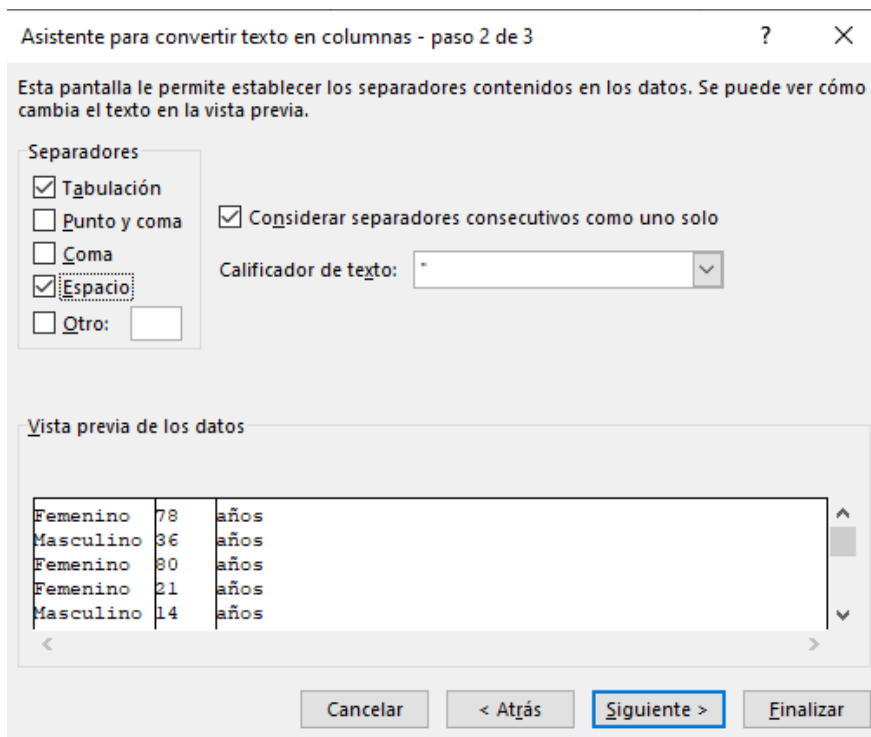 Asistente para convertir texto en columnas - paso 2 de 3 ?
Esta pantalla le permite establecer los separadores contenidos en los datos. Se puede ver cómo
cambia el texto en la vista previa.
Separadores
Tabulación
Punto y coma
Coma
Espacio
Otro:
Considerar separadores consecutivos como uno solo
Calificador de texto: "
Vista previa de los datos
Femenino 78 años
Masculino 36 años
Femenino 80 años
Femenino 21 años
Masculino 14 años
Cancelar < Atrás Siguiente > Finalizar